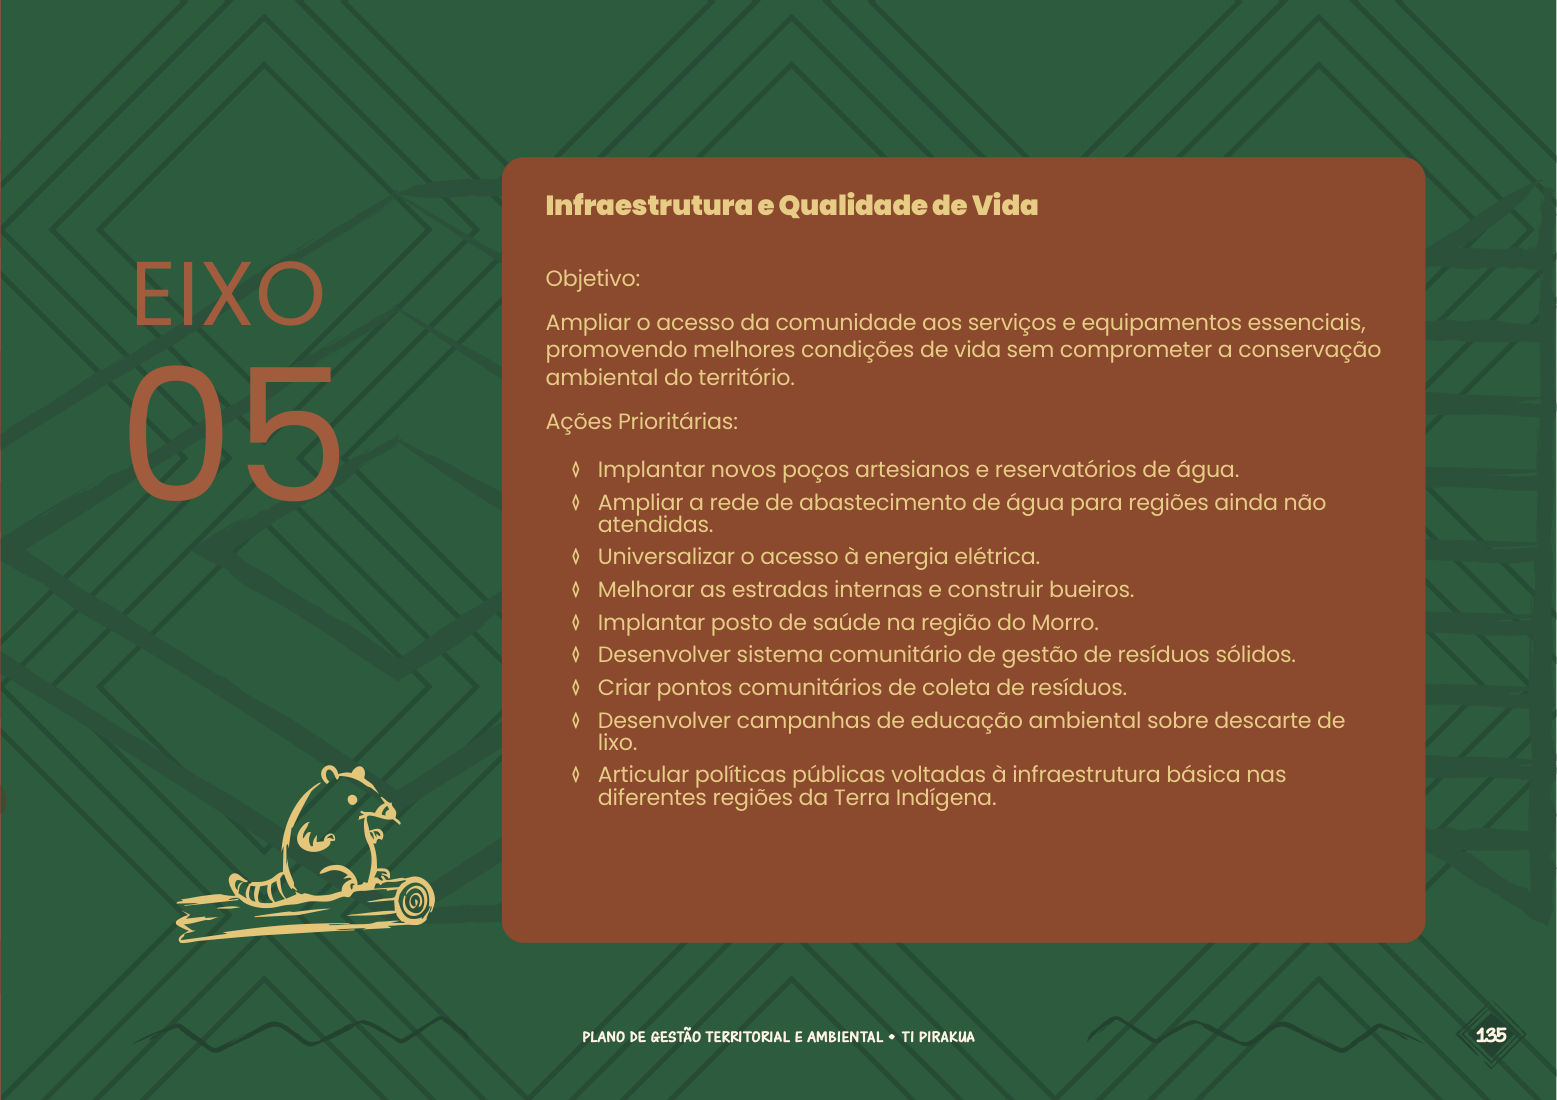 EIXO
05
Infraestrutura e Qualidade de Vida
Objetivo:
Ampliar o acesso da comunidade aos serviços e equipamentos essenciais,
promovendo melhores condições de vida sem comprometer a conservação
ambiental do território.
Ações Prioritárias:
◊ Implantar novos poços artesianos e reservatórios de água.
◊ Ampliar a rede de abastecimento de água para regiões ainda não
atendidas.
◊ Universalizar o acesso à energia elétrica.
◊ Melhorar as estradas internas e construir bueiros.
◊ Implantar posto de saúde na região do Morro.
◊ Desenvolver sistema comunitário de gestão de resíduos sólidos.
◊ Criar pontos comunitários de coleta de resíduos.
◊ Desenvolver campanhas de educação ambiental sobre descarte de
lixo.
◊ Articular políticas públicas voltadas à infraestrutura básica nas
diferentes regiões da Terra Indígena.
PLANO DE GESTÃO TERRITORIAL E AMBIENTAL • TI PIRAKUA
135